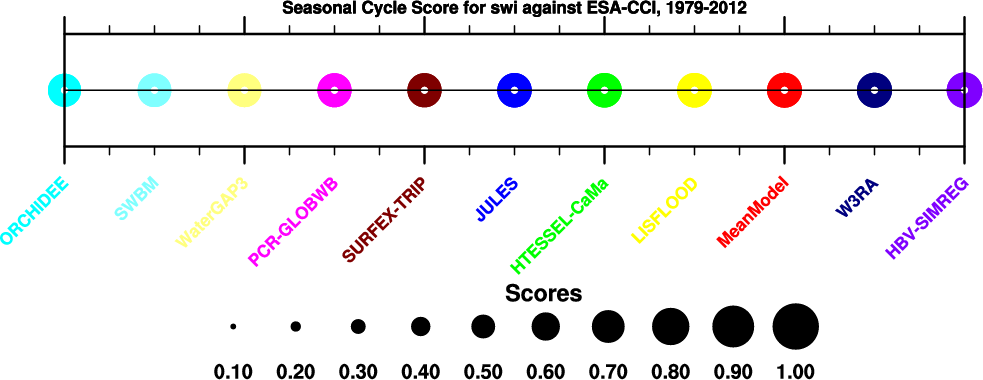 Seasonal Cycle Score for swi against ESA-CCI, 1979-2012
ORCHIDEE
SWBM
WaterGAP3
PCR-GLOBWB
SURFEX-TRIP
JULES
HTESSEL-CaMa
LISFLOOD
MeanModel
W3RA
HBV-SIMREG
Scores
0.10 0.20 0.30 0.40 0.50 0.60 0.70 0.80 0.90 1.00